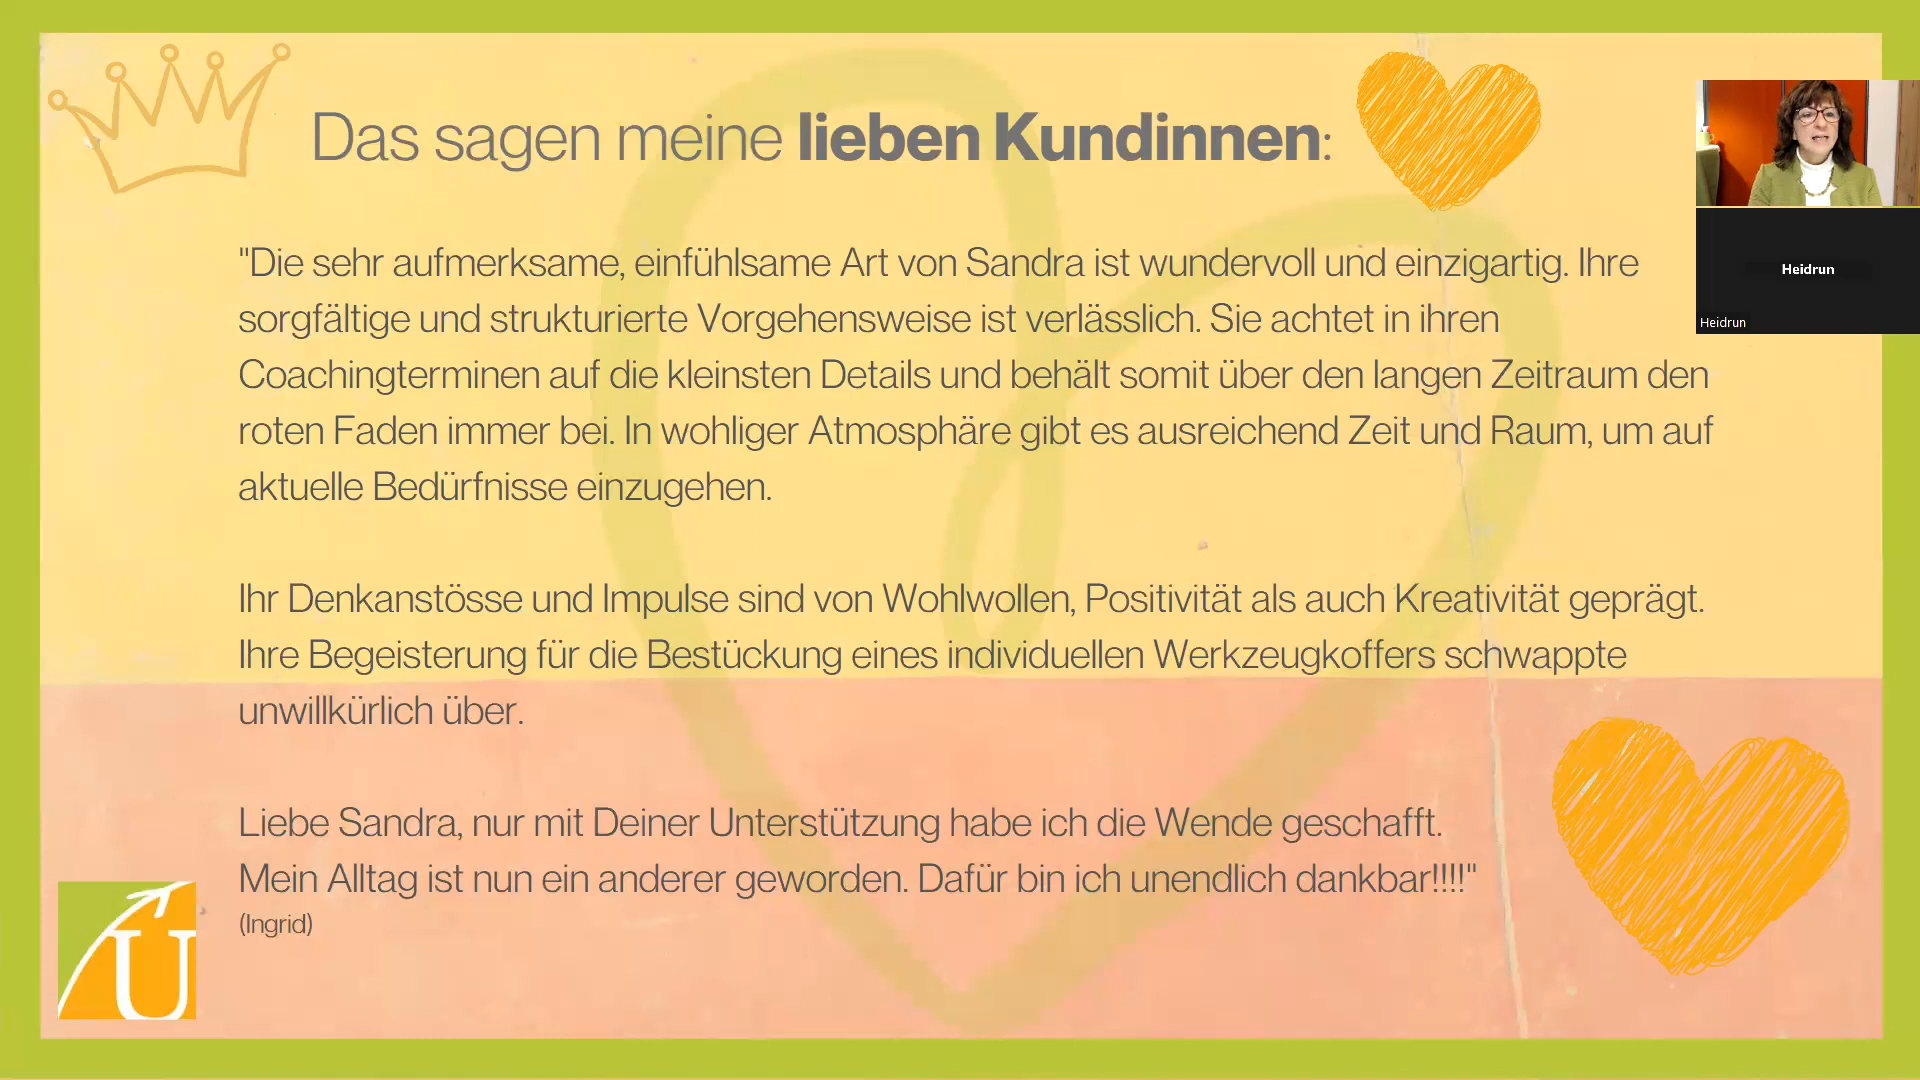 Das sagen meine lieben Kundinnen:
"Die sehr aufmerksame, einfühlsame Art von Sandra ist wundervoll und einzigartig. Ihre
sorgfältige und strukturierte Vorgehensweise ist verlässlich. Sie achtet in ihren
Coachingterminen auf die kleinsten Details und behält somit über den langen Zeitraum den
roten Faden immer bei. In wohliger Atmosphäre gibt es ausreichend Zeit und Raum, um auf
aktuelle Bedürfnisse einzugehen.
Ihr Denkanstösse und Impulse sind von Wohlwollen, Positivität als auch Kreativität geprägt.
Ihre Begeisterung für die Bestückung eines individuellen Werkzeugkoffers schwappte
unwillkürlich über.
Liebe Sandra, nur mit Deiner Unterstützung habe ich die Wende geschafft.
Mein Alltag ist nun ein anderer geworden. Dafür bin ich unendlich dankbar!!!!"
(Ingrid)
U
Heidrun
Heidrun